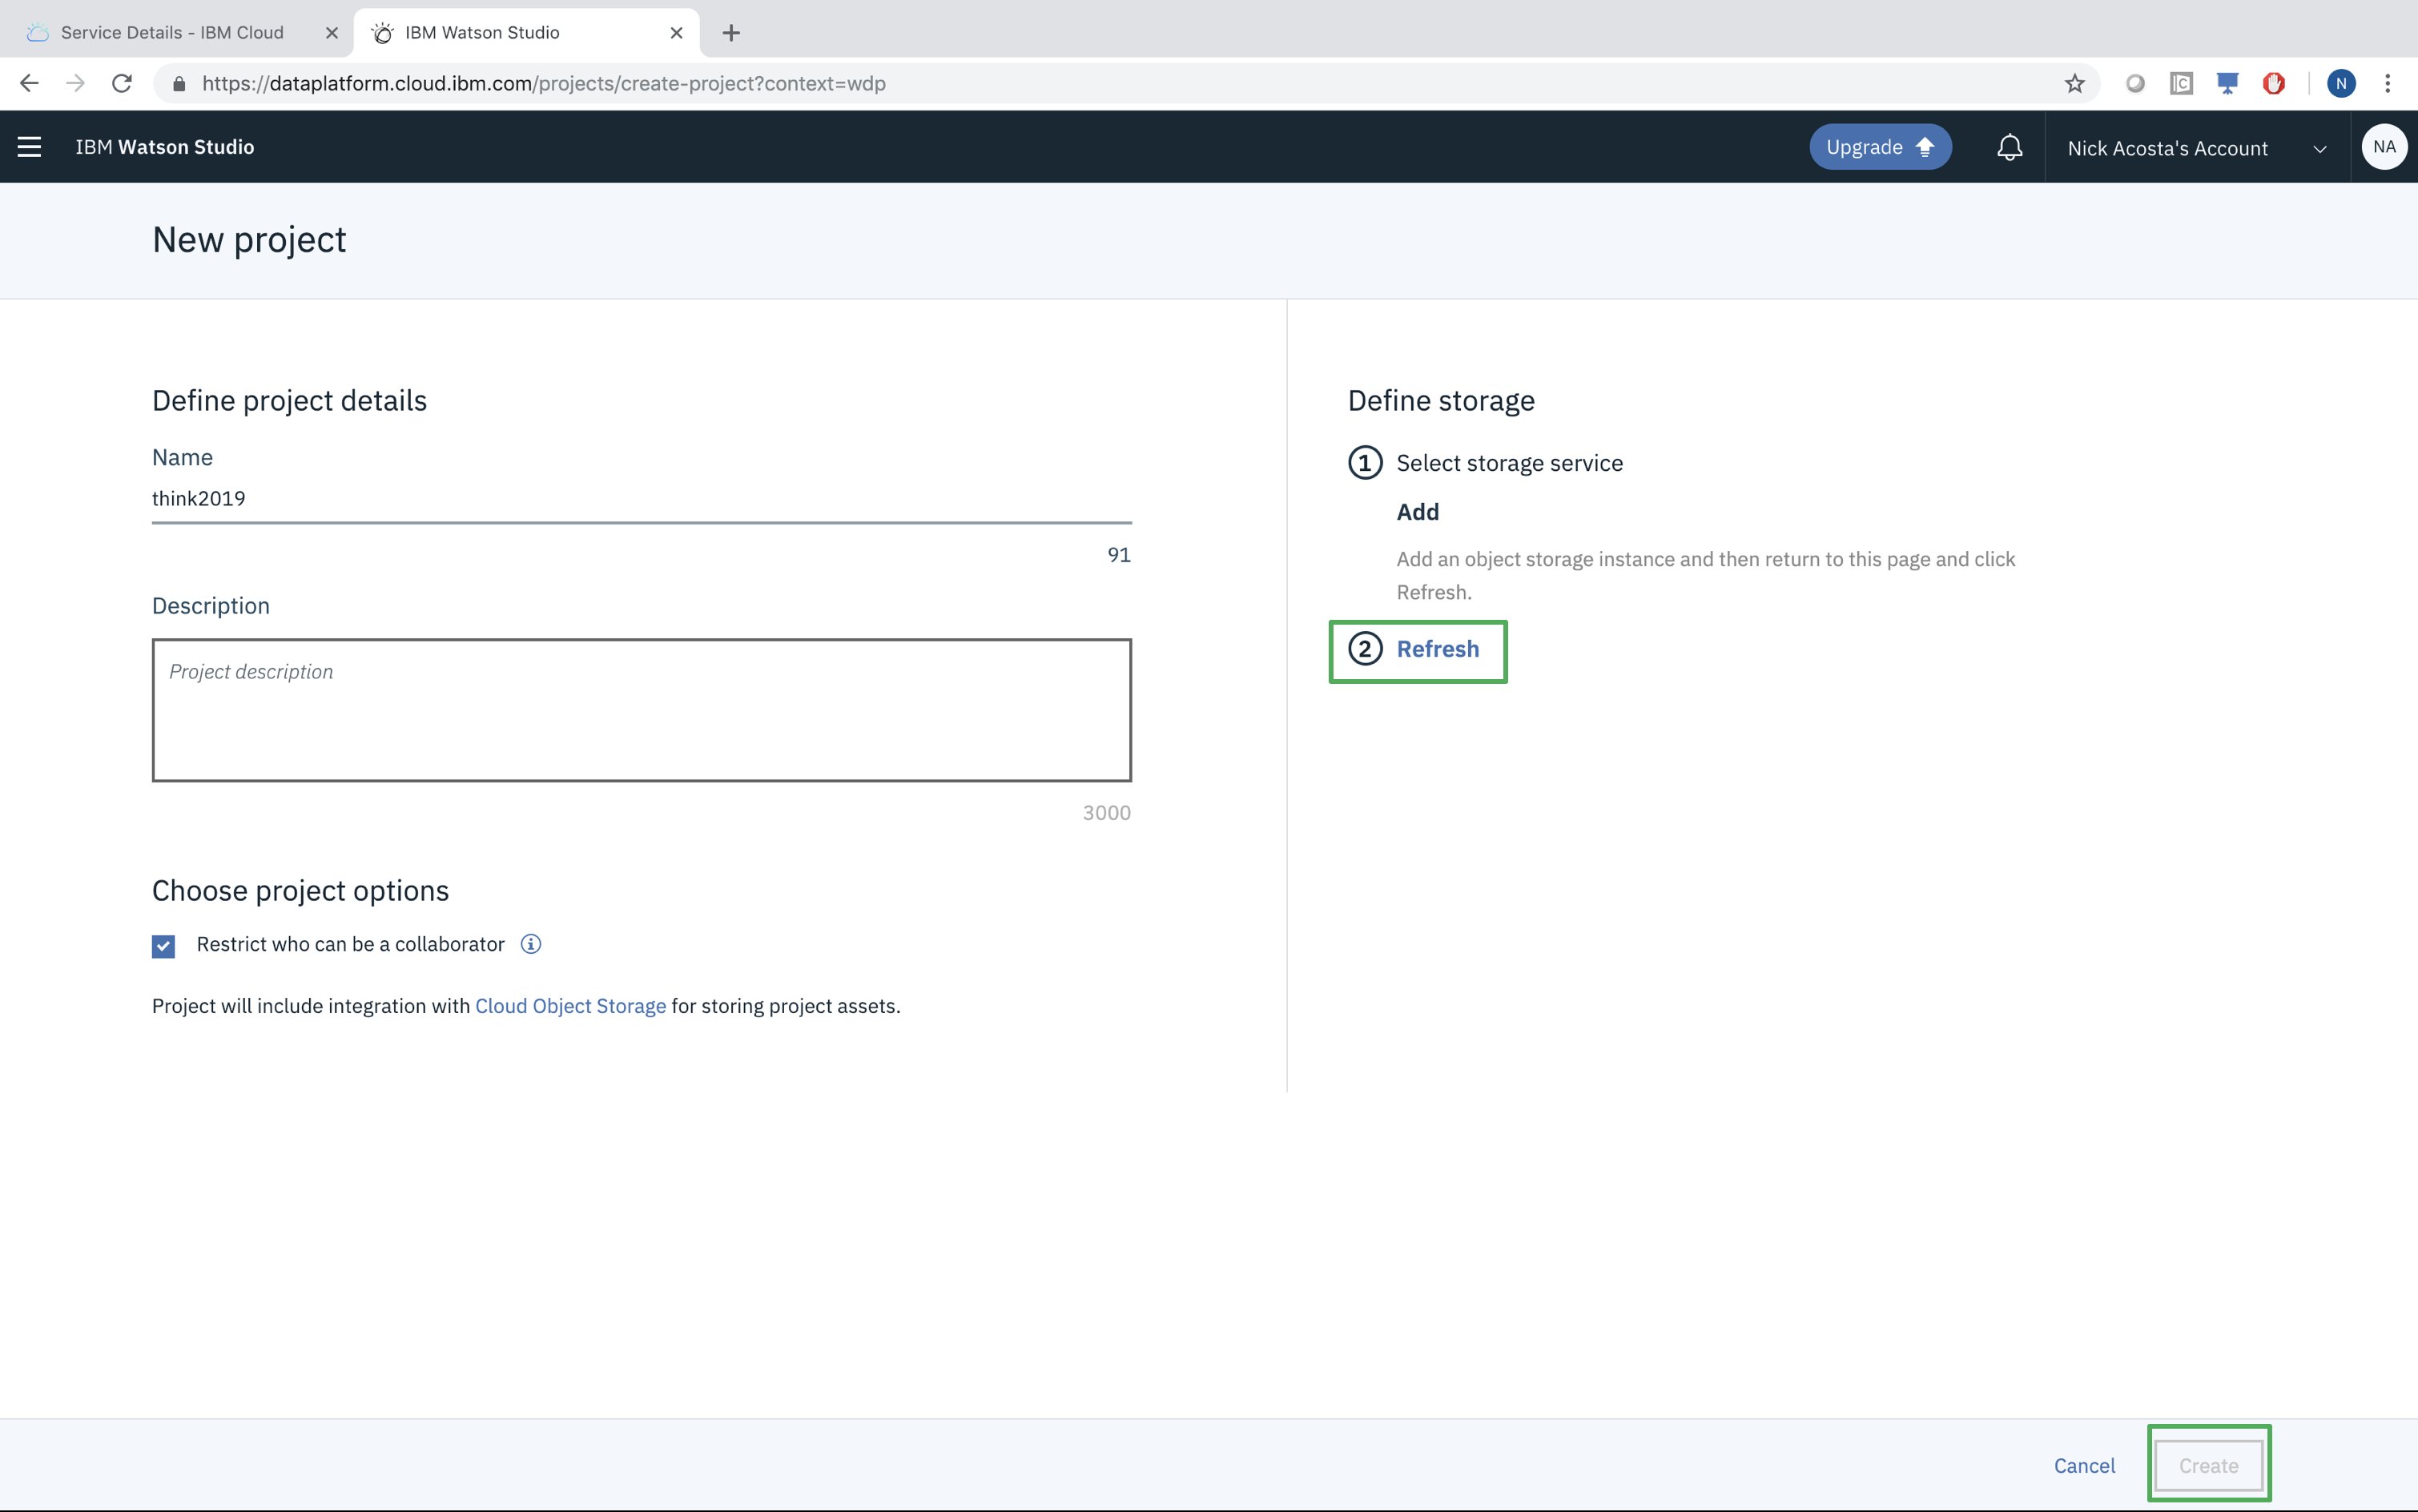 Service Details - IBM Cloud
IBM Watson Studio
https://dataplatform.cloud.ibm.com/projects/create-project?context=wdp
N
IBM Watson Studio
Upgrade
Nick Acosta's Account
NA
New project
Define project details
Name
think2019
91
Description
Project description
3000
Choose project options
Restrict who can be a collaborator
Project will include integration with Cloud Object Storage for storing project assets.
Define storage
1 Select storage service
Add
Add an object storage instance and then return to this page and click
Refresh.
2 Refresh
Cancel
Create